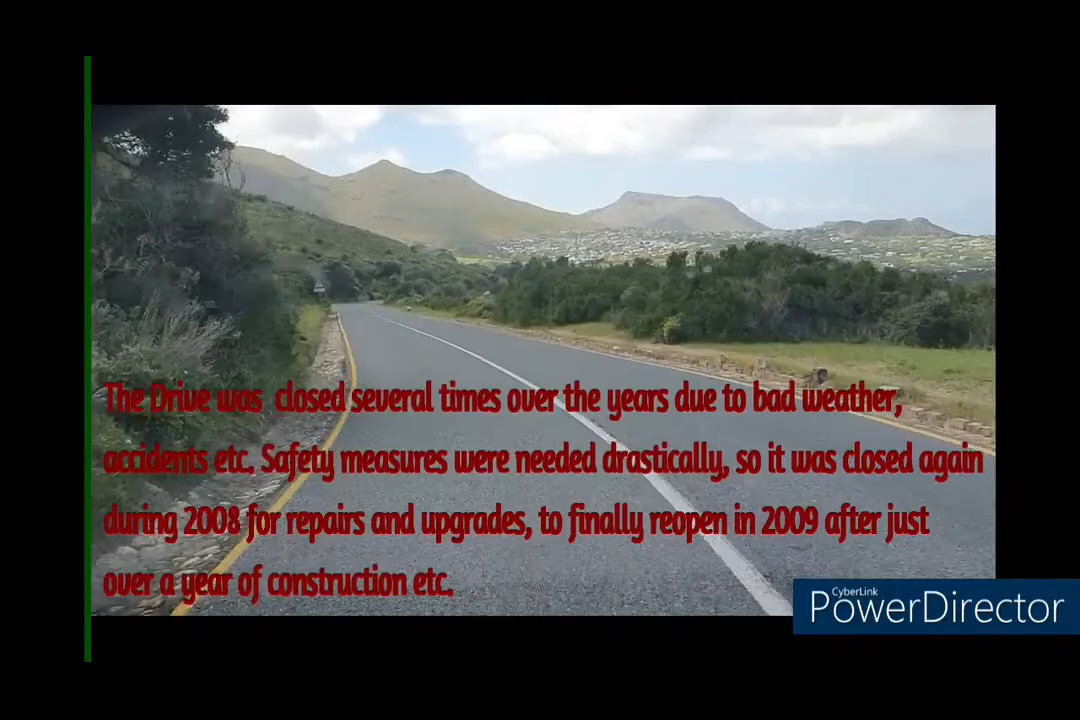 The Drive was closed several times over the years due to bad weather,
accidents etc. Safety measures were needed drastically, so it was closed again
during 2008 for repairs and upgrades, to finally reopen in 2009 after just
over a year of construction etc.
CyberLink
PowerDirector